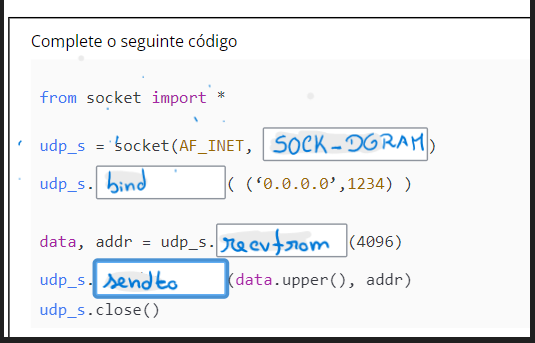 Complete o seguinte código
from socket import *
udp_s = socket(AF_INET, SOCK-DGRAM)
udp_s. bind ( (‘0.0.0.0’,1234) )
data, addr = udp_s. recvfrom (4096)
udp_s. sendto (data.upper(), addr)
udp_s.close()